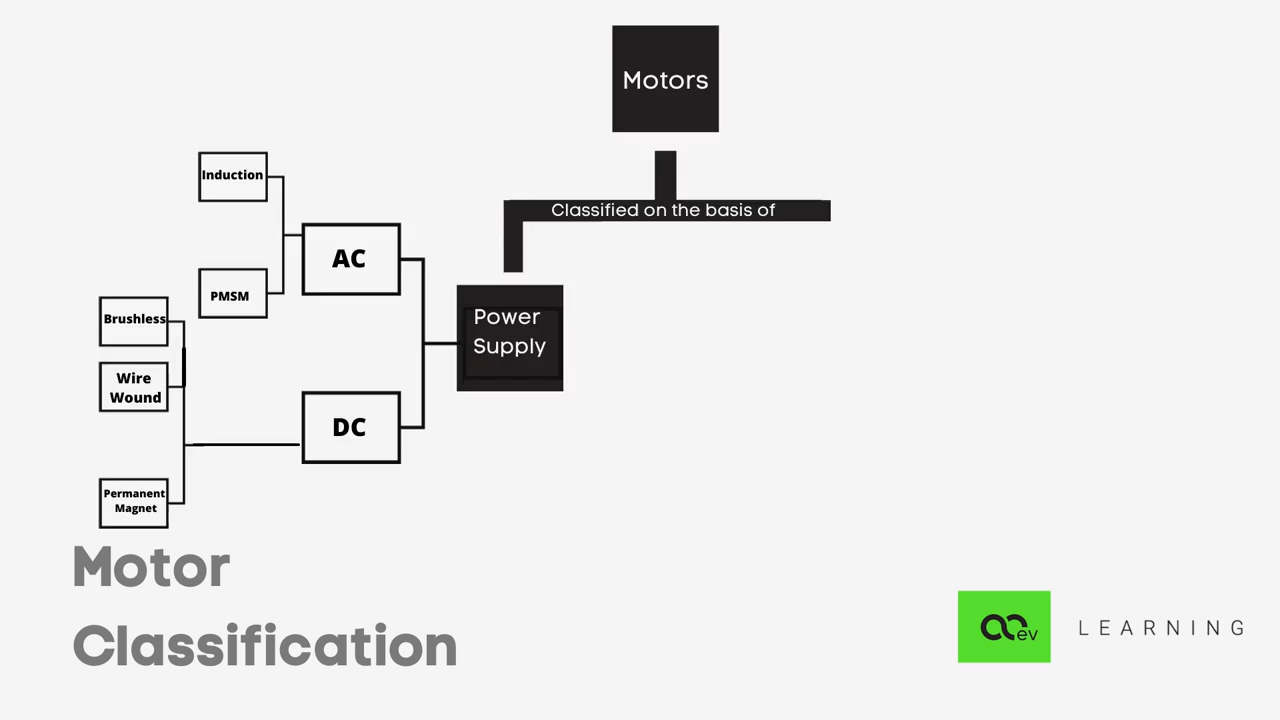 Motors
Classified on the basis of
Induction
AC
PMSM
Power
Supply
Brushless
Wire
Wound
DC
Permanent
Magnet
Motor
Classification
ev
LEARNING